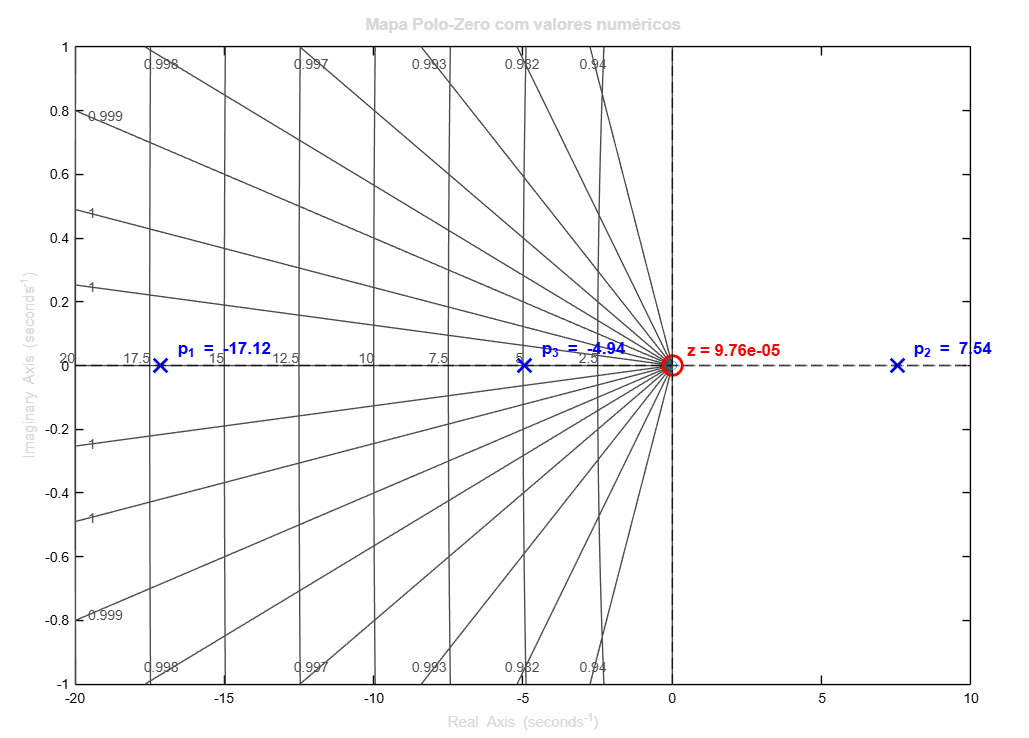 Mapa Polo-Zero com valores numéricos
1
0.998 0.997 0.993 0.982 0.94
0.8
0.999
0.6
1
0.4
1
0.2
p1 = -17.12 p3 = -4.94 z = 9.76e-05 p2 = 7.54
20 17.5 15 12.5 10 7.5 5 2.5
0
-0.2
1
-0.4
1
-0.6
0.999
-0.8
0.998 0.997 0.993 0.982 0.94
-1
-20 -15 -10 -5 0 5 10
Real Axis (seconds-1)
Imaginary Axis (seconds-1)